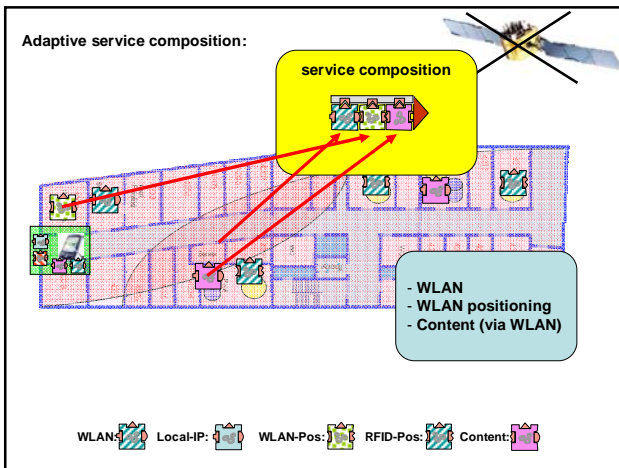 Adaptive service composition:
service composition
- WLAN
- WLAN positioning
- Content (via WLAN)
WLAN: Local-IP: WLAN-Pos: RFID-Pos: Content: